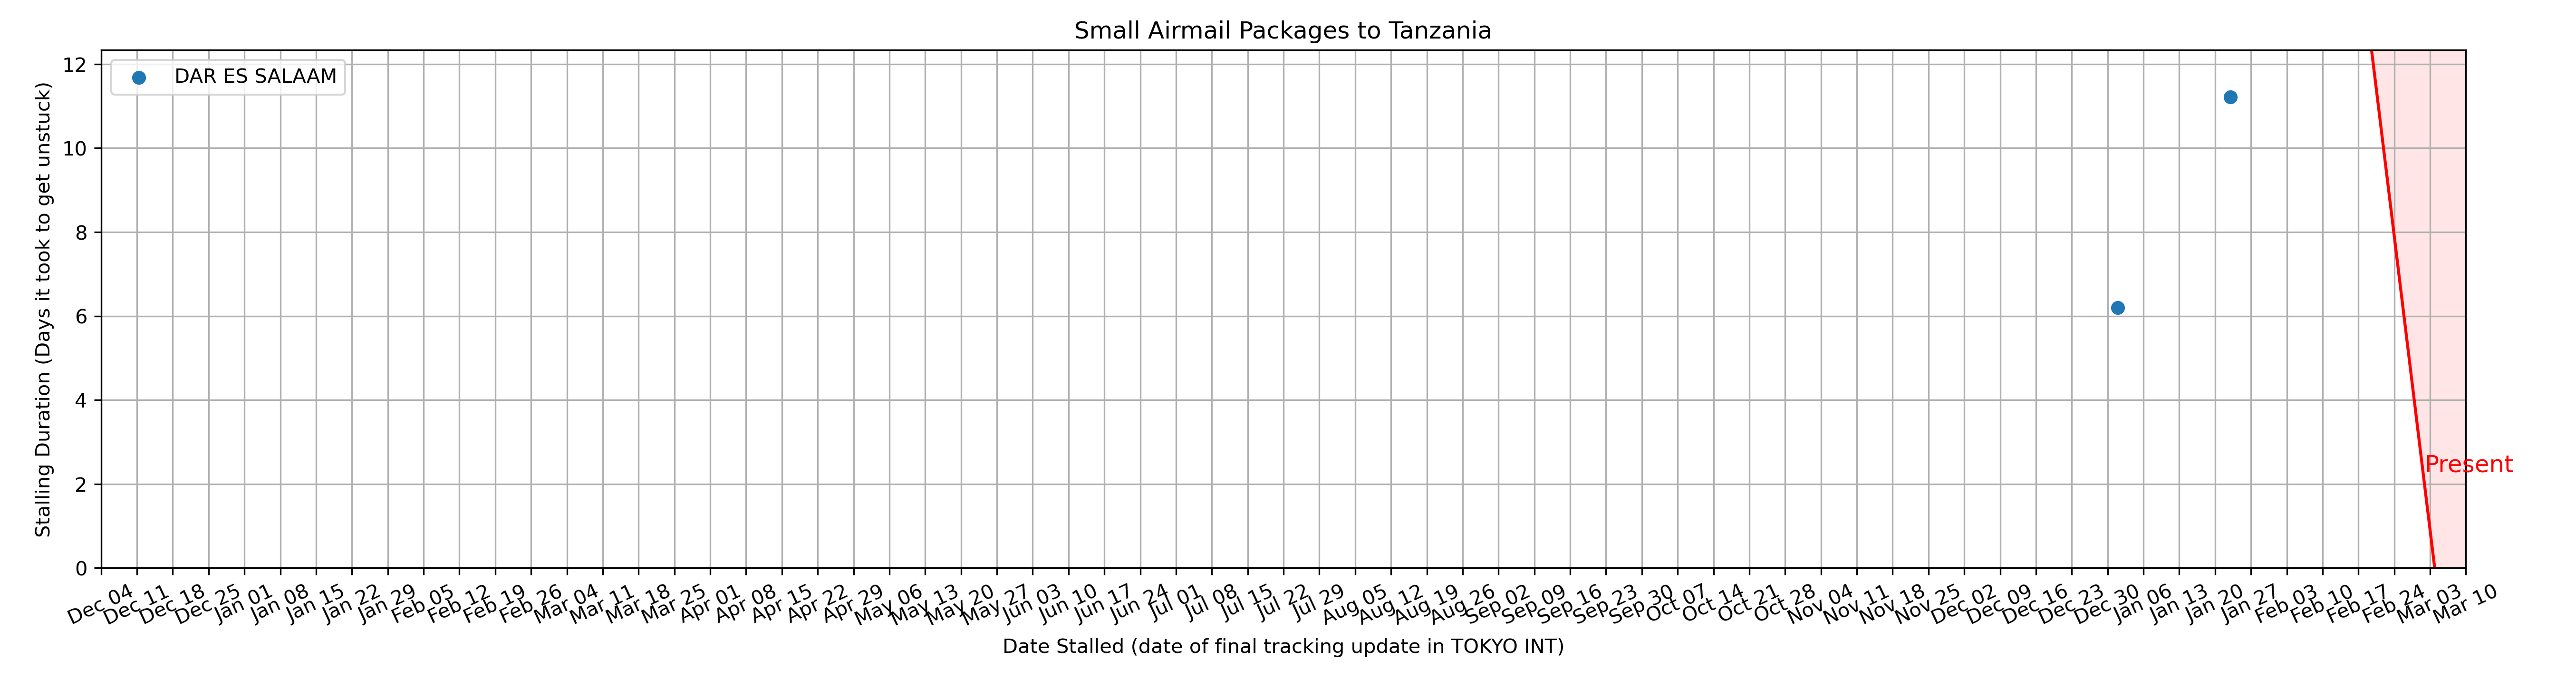 Small Airmail Packages to Tanzania
DAR ES SALAAM
Stalling Duration (Days it took to get unstuck)
12
10
8
6
4
2
0
Present
Dec 04
Dec 11
Dec 18
Dec 25
Jan 01
Jan 08
Jan 15
Jan 22
Jan 29
Feb 05
Feb 12
Feb 19
Feb 26
Mar 04
Mar 11
Mar 18
Mar 25
Apr 01
Apr 08
Apr 15
Apr 22
Apr 29
May 06
May 13
May 20
May 27
Jun 03
Jun 10
Jun 17
Jun 24
Jul 01
Jul 08
Jul 15
Jul 22
Jul 29
Aug 05
Aug 12
Aug 19
Aug 26
Sep 02
Sep 09
Sep 16
Sep 23
Sep 30
Oct 07
Oct 14
Oct 21
Oct 28
Nov 04
Nov 11
Nov 18
Nov 25
Dec 02
Dec 09
Dec 16
Dec 23
Dec 30
Jan 06
Jan 13
Jan 20
Jan 27
Feb 03
Feb 10
Feb 17
Feb 24
Mar 03
Mar 10
Date Stalled (date of final tracking update in TOKYO INT)